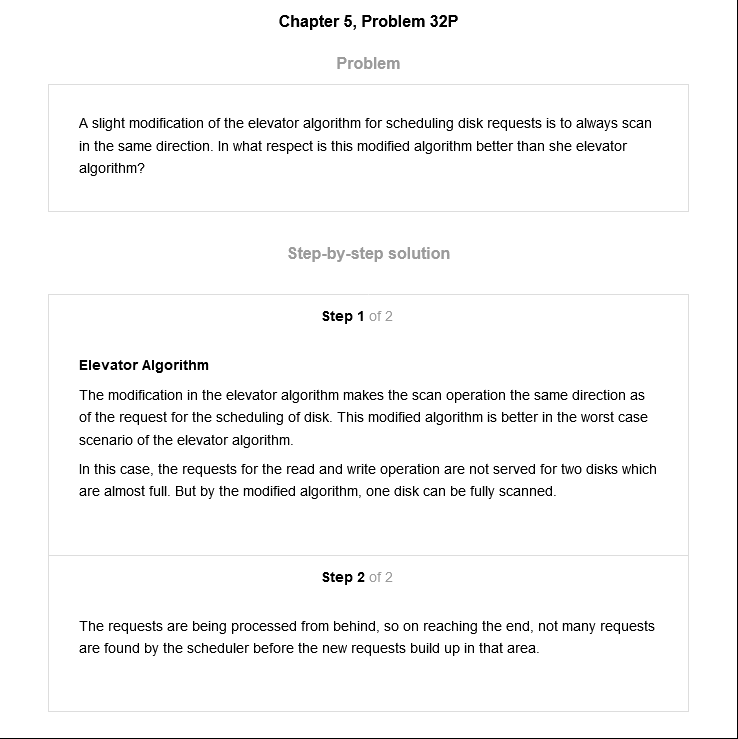 Chapter 5, Problem 32P
Problem
A slight modification of the elevator algorithm for scheduling disk requests is to always scan
in the same direction. In what respect is this modified algorithm better than she elevator
algorithm?
Step-by-step solution
Step 1 of 2
Elevator Algorithm
The modification in the elevator algorithm makes the scan operation the same direction as
of the request for the scheduling of disk. This modified algorithm is better in the worst case
scenario of the elevator algorithm.
In this case, the requests for the read and write operation are not served for two disks which
are almost full. But by the modified algorithm, one disk can be fully scanned.
Step 2 of 2
The requests are being processed from behind, so on reaching the end, not many requests
are found by the scheduler before the new requests build up in that area.